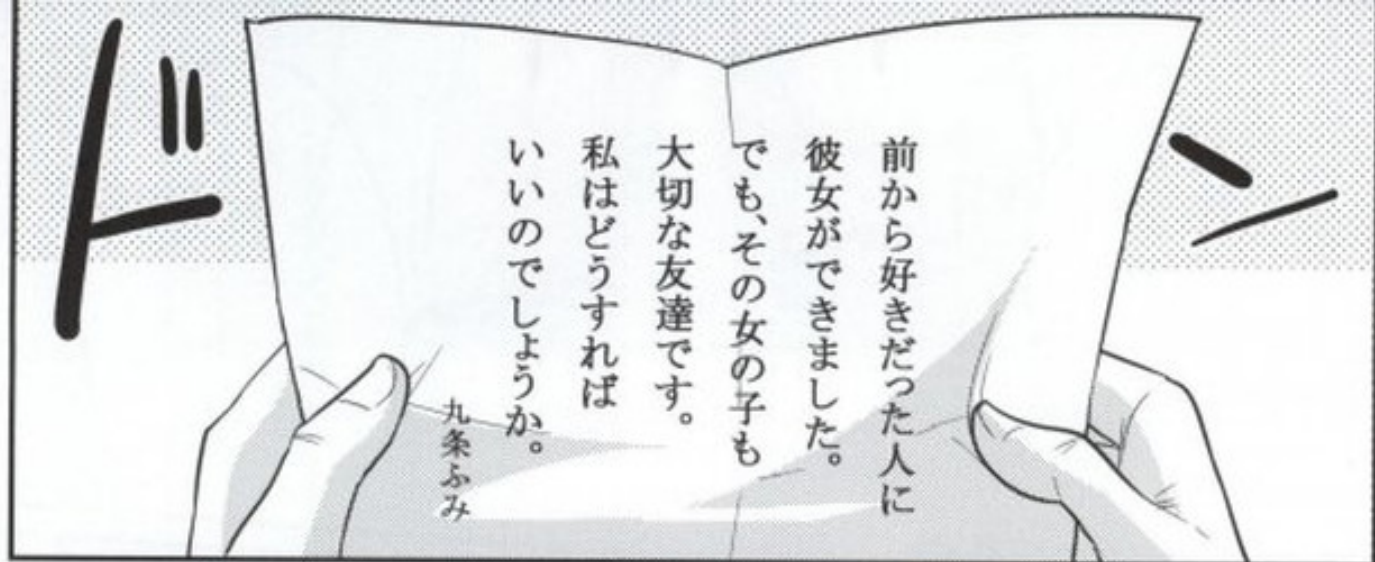 前から好きだった人に
彼女ができました。
でも、その女の子も
大切な友達です。
私はどうすれば
いいのでしょうか。
九条ふみ
ドン